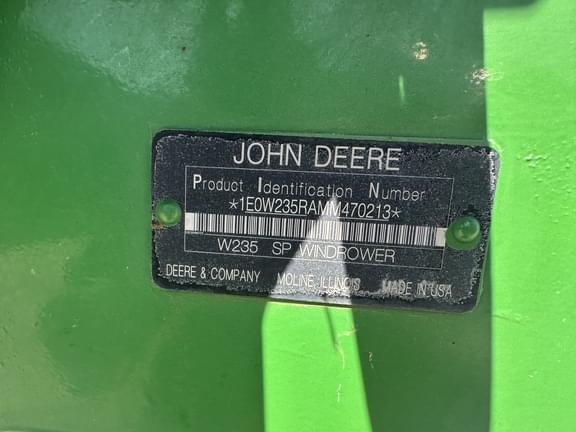 JOHN DEERE
Product Identification Number
*1E0W235RAMM470213*
W235 SP WINDROWER
DEERE & COMPANY MOLINE, ILLINOIS MADE IN USA